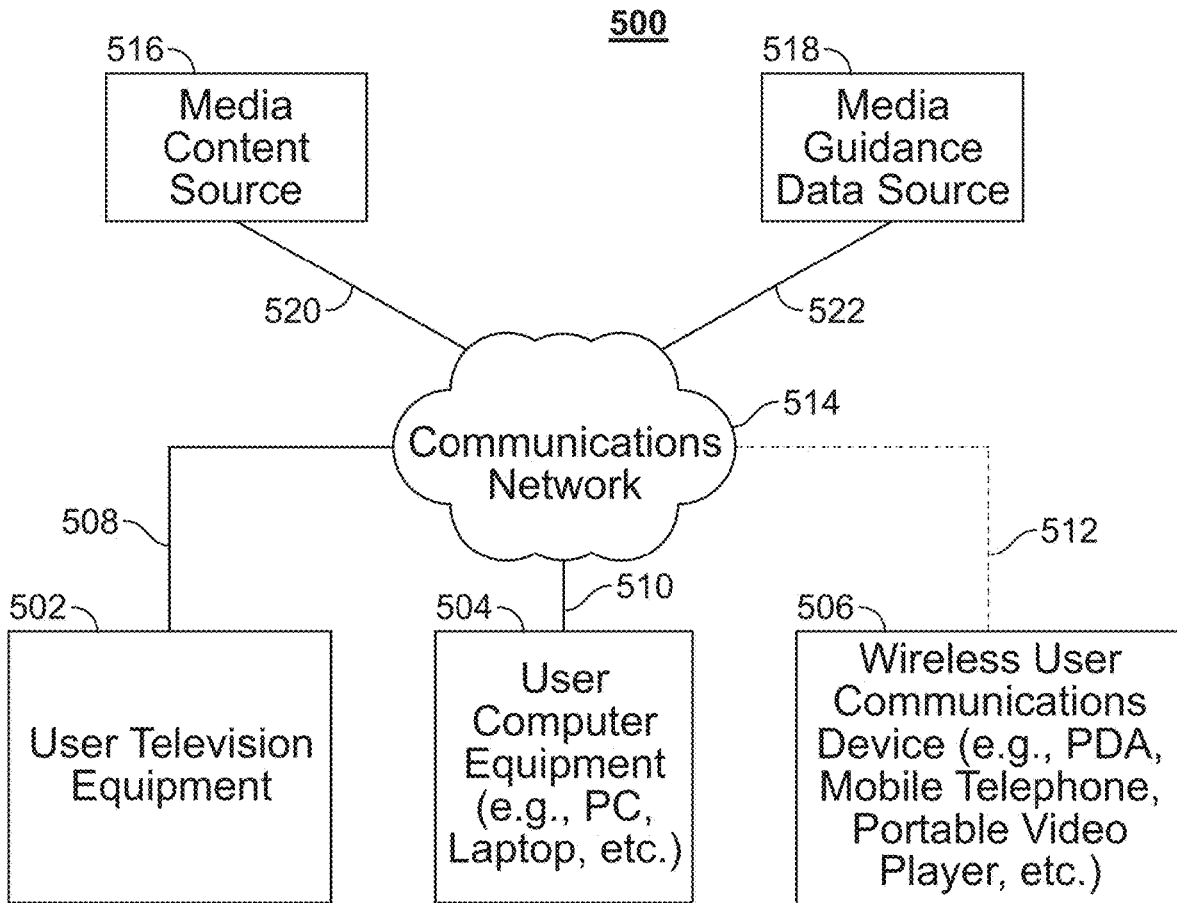 500
516
Media
Content
Source
518
Media
Guidance
Data Source
520
522
514
Communications
Network
508
512
510
502
User Television
Equipment
504
User
Computer
Equipment
(e.g., PC,
Laptop, etc.)
506
Wireless User
Communications
Device (e.g., PDA,
Mobile Telephone,
Portable Video
Player, etc.)